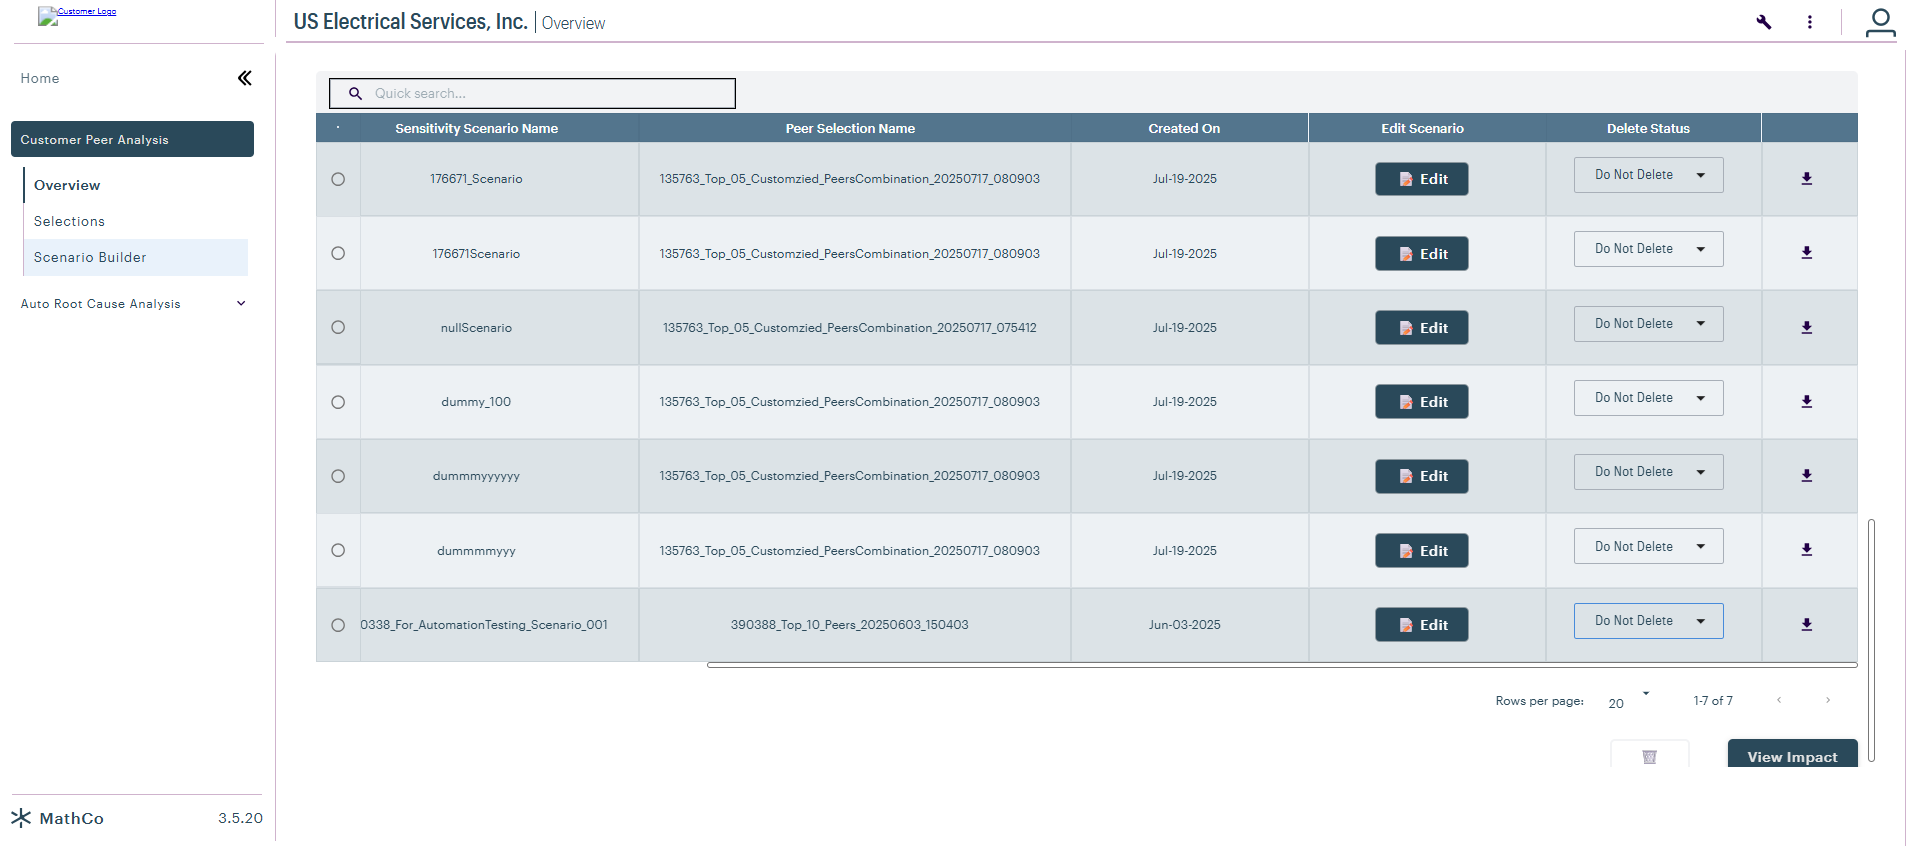 Customer Logo
US Electrical Services, Inc. Overview
Home
Quick search...
Customer Peer Analysis
Overview
Selections
Scenario Builder
Auto Root Cause Analysis
Sensitivity Scenario Name Peer Selection Name Created On Edit Scenario Delete Status
176671_Scenario 135763_Top_05_Customzied_PeersCombination_20250717_080903 Jul-19-2025 Edit Do Not Delete
176671Scenario 135763_Top_05_Customzied_PeersCombination_20250717_080903 Jul-19-2025 Edit Do Not Delete
nullScenario 135763_Top_05_Customzied_PeersCombination_20250717_075412 Jul-19-2025 Edit Do Not Delete
dummy_100 135763_Top_05_Customzied_PeersCombination_20250717_080903 Jul-19-2025 Edit Do Not Delete
dummmyyyyyy 135763_Top_05_Customzied_PeersCombination_20250717_080903 Jul-19-2025 Edit Do Not Delete
dummmmyyy 135763_Top_05_Customzied_PeersCombination_20250717_080903 Jul-19-2025 Edit Do Not Delete
0338_For_AutomationTesting_Scenario_001 390388_Top_10_Peers_20250603_150403 Jun-03-2025 Edit Do Not Delete
Rows per page: 20 1-7 of 7
View Impact
MathCo 3.5.20